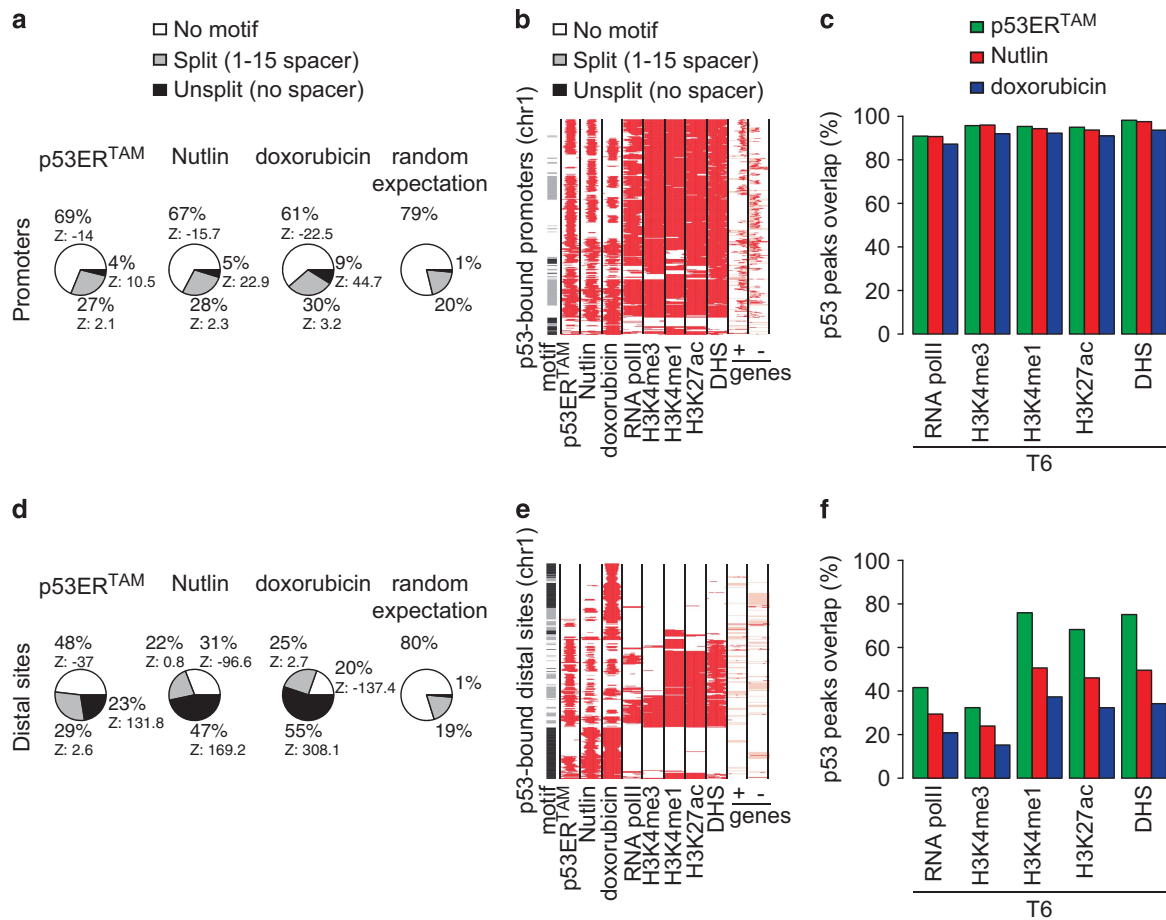 a
No motif
Split (1-15 spacer)
Unsplit (no spacer)
p53ER^TAM
Nutlin
doxorubicin
random
expectation
Promoters
69%
Z: -14
4%
Z: 10.5
27%
Z: 2.1
67%
Z: -15.7
5%
Z: 22.9
28%
Z: 2.3
61%
Z: -22.5
9%
Z: 44.7
30%
Z: 3.2
79%
1%
20%
b
No motif
Split (1-15 spacer)
Unsplit (no spacer)
p53-bound promoters (chr1)
motif
p53ER^TAM
Nutlin
doxorubicin
RNA polII
H3K4me3
H3K4me1
H3K27ac
DHS
+
-
genes
c
p53ER^TAM
Nutlin
doxorubicin
p53 peaks overlap (%)
100
80
60
40
20
0
RNA polII
H3K4me3
H3K4me1
H3K27ac
DHS
T6
d
p53ER^TAM
Nutlin
doxorubicin
random
expectation
Distal sites
48%
Z: -37
23%
Z: 131.8
29%
Z: 2.6
22%
Z: 0.8
31%
Z: -96.6
47%
Z: 169.2
25%
Z: 2.7
20%
Z: -137.4
55%
Z: 308.1
80%
1%
19%
e
p53-bound distal sites (chr1)
motif
p53ER^TAM
Nutlin
doxorubicin
RNA polII
H3K4me3
H3K4me1
H3K27ac
DHS
+
-
genes
f
p53 peaks overlap (%)
100
80
60
40
20
0
RNA polII
H3K4me3
H3K4me1
H3K27ac
DHS
T6